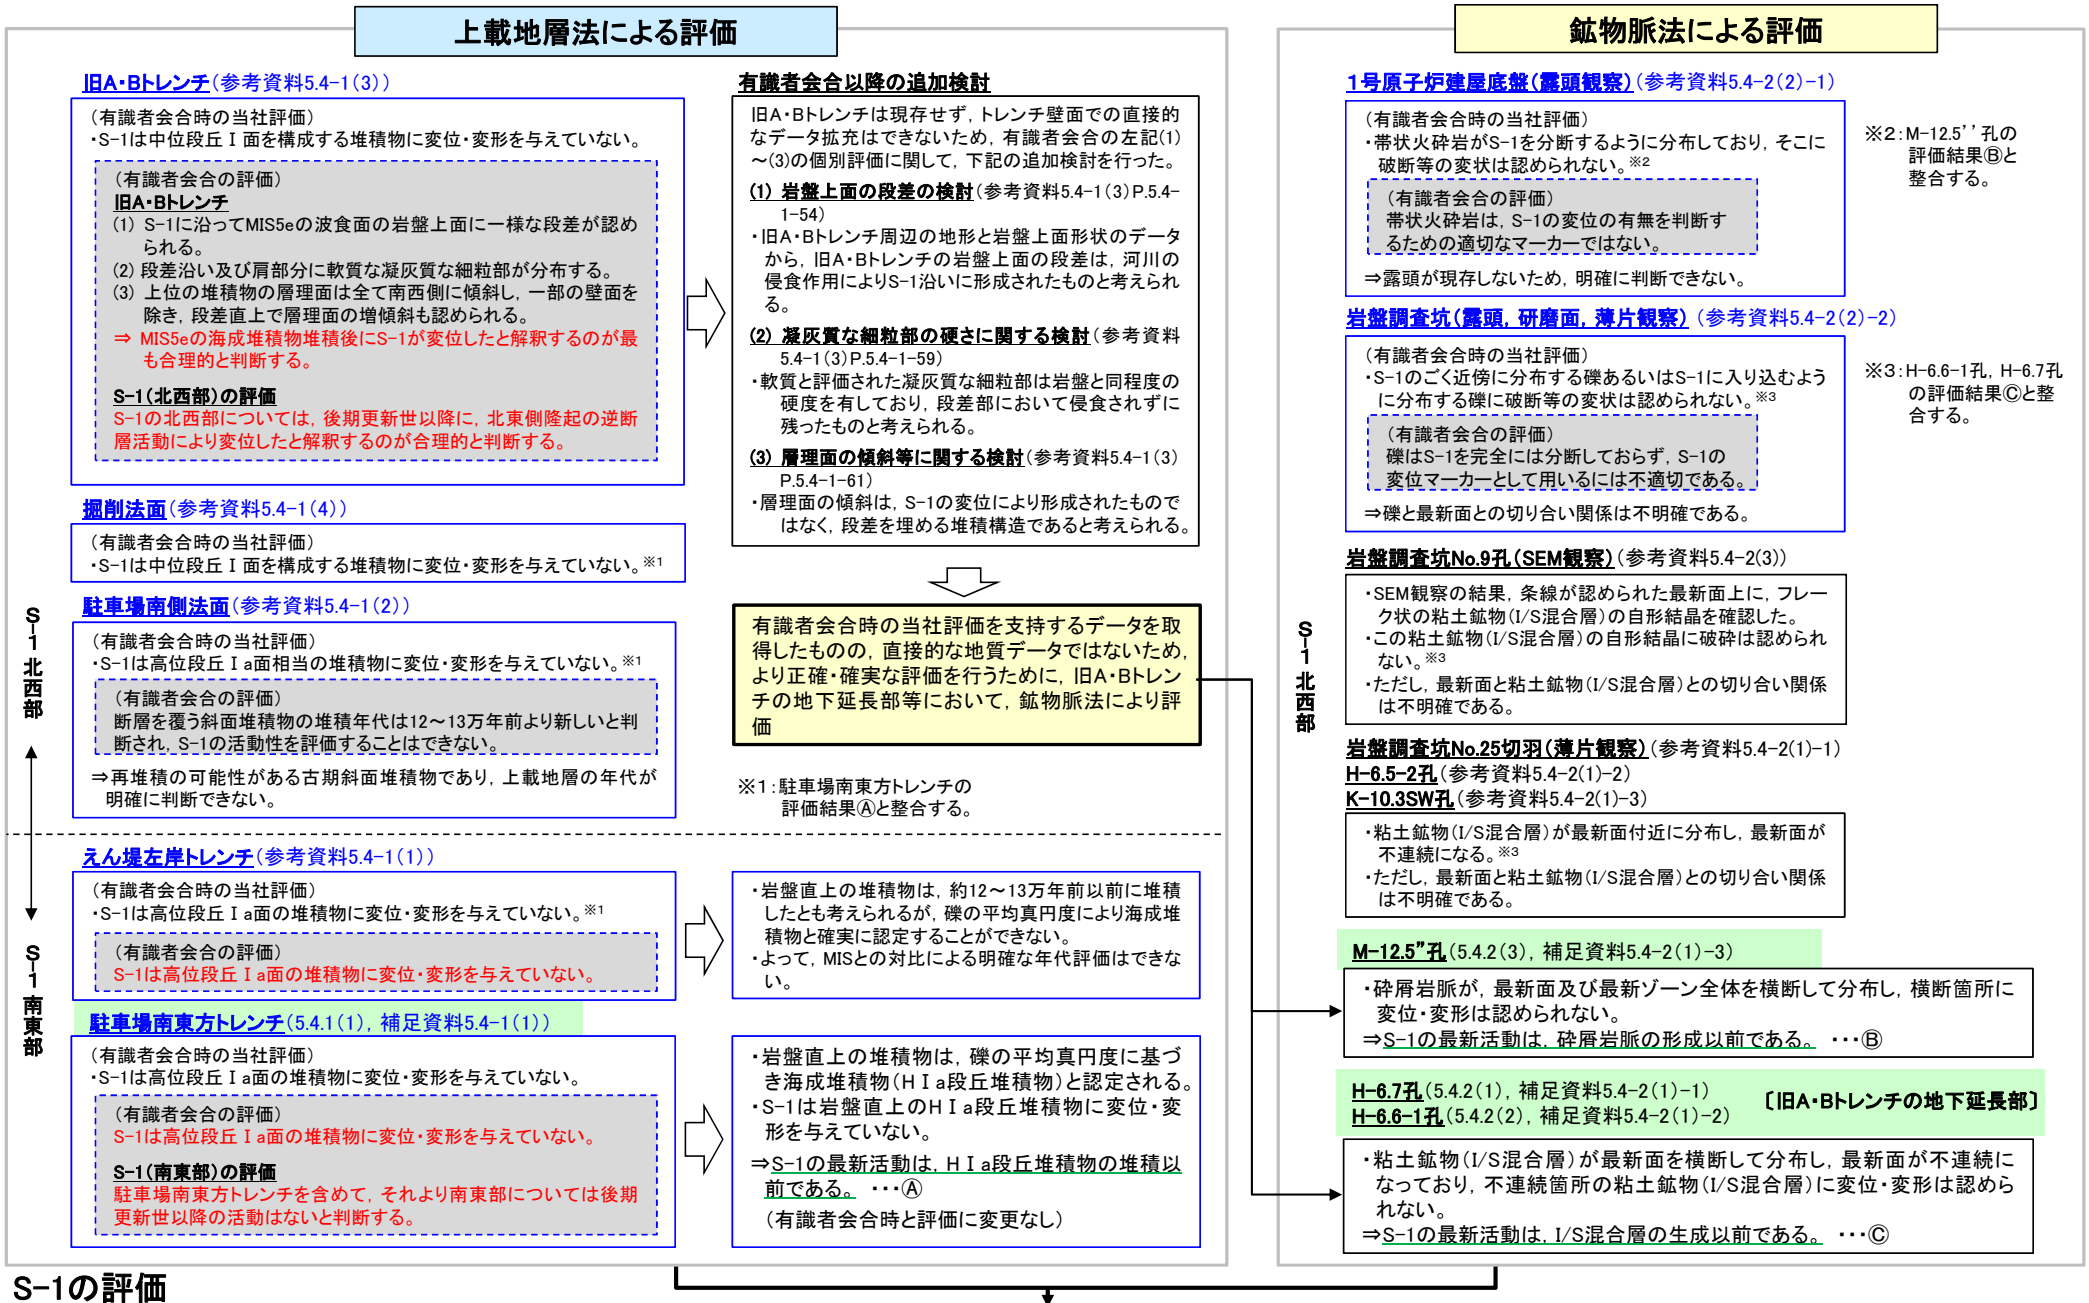 上載地層法による評価
旧A・Bトレンチ(参考資料5.4-1(3))
(有識者会合時の当社評価)
・S-1は中位段丘Ⅰ面を構成する堆積物に変位・変形を与えていない。
(有識者会合の評価)
旧A・Bトレンチ
(1) S-1に沿ってMIS5eの波食面の岩盤上面に一様な段差が認め
られる。
(2) 段差沿い及び肩部分に軟質な凝灰質な細粒部が分布する。
(3) 上位の堆積物の層理面は全て南西側に傾斜し, 一部の壁面を
除き, 段差直上で層理面の増傾斜も認められる。
⇒ MIS5eの海成堆積物堆積後にS-1が変位したと解釈するのが最
も合理的と判断する。
S-1(北西部)の評価
S-1の北西部については, 後期更新世以降に, 北東側隆起の逆断
層活動により変位したと解釈するのが合理的と判断する。
掘削法面(参考資料5.4-1(4))
(有識者会合時の当社評価)
・S-1は中位段丘Ⅰ面を構成する堆積物に変位・変形を与えていない。※1
駐車場南側法面(参考資料5.4-1(2))
(有識者会合時の当社評価)
・S-1は高位段丘Ⅰa面相当の堆積物に変位・変形を与えていない。※1
(有識者会合の評価)
断層を覆う斜面堆積物の堆積年代は12～13万年前より新しいと判
断され, S-1の活動性を評価することはできない。
⇒再堆積の可能性がある古期斜面堆積物であり, 上載地層の年代が
明確に判断できない。
S-1 北西部
有識者会合以降の追加検討
旧A・Bトレンチは現存せず, トレンチ壁面での直接的
なデータ拡充はできないため, 有識者会合の左記(1)
～(3)の個別評価に関して, 下記の追加検討を行った。
(1) 岩盤上面の段差の検討(参考資料5.4-1(3)P.5.4-
1-54)
・旧A・Bトレンチ周辺の地形と岩盤上面形状のデータ
から, 旧A・Bトレンチの岩盤上面の段差は, 河川の
侵食作用によりS-1沿いに形成されたものと考えられ
る。
(2) 凝灰質な細粒部の硬さに関する検討(参考資料
5.4-1(3)P.5.4-1-59)
・軟質と評価された凝灰質な細粒部は岩盤と同程度の
硬度を有しており, 段差部において侵食されずに
残ったものと考えられる。
(3) 層理面の傾斜等に関する検討(参考資料5.4-1(3)
P.5.4-1-61)
・層理面の傾斜は, S-1の変位により形成されたもので
はなく, 段差を埋める堆積構造であると考えられる。
有識者会合時の当社評価を支持するデータを取
得したものの, 直接的な地質データではないため,
より正確・確実な評価を行うために, 旧A・Bトレン
チの地下延長部等において, 鉱物脈法により評
価
※1:駐車場南東方トレンチの
評価結果Ⓐと整合する。
えん堤左岸トレンチ(参考資料5.4-1(1))
(有識者会合時の当社評価)
・S-1は高位段丘Ⅰa面の堆積物に変位・変形を与えていない。※1
(有識者会合の評価)
S-1は高位段丘Ⅰa面の堆積物に変位・変形を与えていない。
・岩盤直上の堆積物は, 約12～13万年前以前に堆積
したとも考えられるが, 礫の平均真円度により海成堆
積物と確実に認定することができない。
・よって, MISとの対比による明確な年代評価はできな
い。
S-1 南東部
駐車場南東方トレンチ(5.4.1(1), 補足資料5.4-1(1))
(有識者会合時の当社評価)
・S-1は高位段丘Ⅰa面の堆積物に変位・変形を与えていない。
(有識者会合の評価)
S-1は高位段丘Ⅰa面の堆積物に変位・変形を与えていない。
S-1(南東部)の評価
駐車場南東方トレンチを含めて, それより南東部については後期
更新世以降の活動はないと判断する。
・岩盤直上の堆積物は, 礫の平均真円度に基づ
き海成堆積物(HⅠa段丘堆積物)と認定される。
・S-1は岩盤直上のHⅠa段丘堆積物に変位・変
形を与えていない。
⇒S-1の最新活動は, HⅠa段丘堆積物の堆積以
前である。 ・・・Ⓐ
(有識者会合時と評価に変更なし)
鉱物脈法による評価
1号原子炉建屋底盤(露頭観察)(参考資料5.4-2(2)-1)
(有識者会合時の当社評価)
・帯状火砕岩がS-1を分断するように分布しており, そこに
破断等の変状は認められない。※2
(有識者会合の評価)
帯状火砕岩は, S-1の変位の有無を判断す
るための適切なマーカーではない。
⇒露頭が現存しないため, 明確に判断できない。
※2:M-12.5''孔の
評価結果Ⓑと
整合する。
岩盤調査坑(露頭, 研磨面, 薄片観察)(参考資料5.4-2(2)-2)
(有識者会合時の当社評価)
・S-1のごく近傍に分布する礫あるいはS-1に入り込むよう
に分布する礫に破断等の変状は認められない。※3
(有識者会合の評価)
礫はS-1を完全には分断しておらず, S-1の
変位マーカーとして用いるには不適切である。
⇒礫と最新面との切り合い関係は不明確である。
※3:H-6.6-1孔, H-6.7孔
の評価結果Ⓒと整
合する。
岩盤調査坑No.9孔(SEM観察)(参考資料5.4-2(3))
・SEM観察の結果, 条線が認められた最新面上に, フレー
ク状の粘土鉱物(I/S混合層)の自形結晶を確認した。
・この粘土鉱物(I/S混合層)の自形結晶に破砕は認められ
ない。※3
・ただし, 最新面と粘土鉱物(I/S混合層)との切り合い関係
は不明確である。
S-1 北西部
岩盤調査坑No.25切羽(薄片観察)(参考資料5.4-2(1)-1)
H-6.5-2孔(参考資料5.4-2(1)-2)
K-10.3SW孔(参考資料5.4-2(1)-3)
・粘土鉱物(I/S混合層)が最新面付近に分布し, 最新面が
不連続になる。※3
・ただし, 最新面と粘土鉱物(I/S混合層)との切り合い関係
は不明確である。
M-12.5”孔(5.4.2(3), 補足資料5.4-2(1)-3)
・砕屑岩脈が, 最新面及び最新ゾーン全体を横断して分布し, 横断箇所に
変位・変形は認められない。
⇒S-1の最新活動は, 砕屑岩脈の形成以前である。 ・・・Ⓑ
H-6.7孔(5.4.2(1), 補足資料5.4-2(1)-1)
H-6.6-1孔(5.4.2(2), 補足資料5.4-2(1)-2)
〔旧A・Bトレンチの地下延長部〕
・粘土鉱物(I/S混合層)が最新面を横断して分布し, 最新面が不連続に
なっており, 不連続箇所の粘土鉱物(I/S混合層)に変位・変形は認めら
れない。
⇒S-1の最新活動は, I/S混合層の生成以前である。 ・・・Ⓒ
S-1の評価